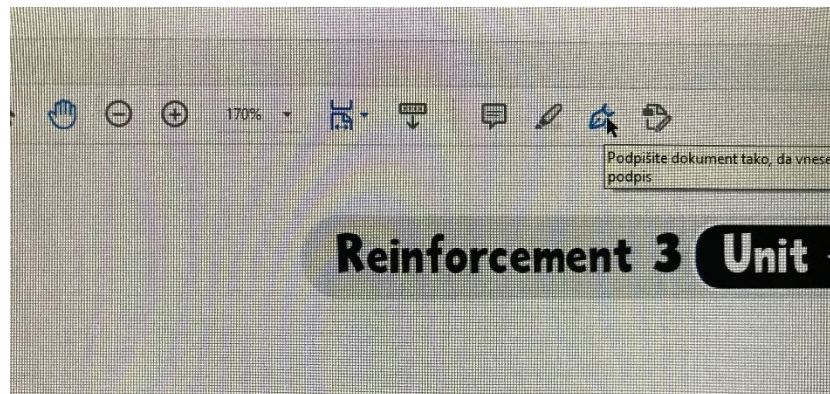 170%
Podpišite dokument tako, da vnese
podpis
Reinforcement 3 Unit